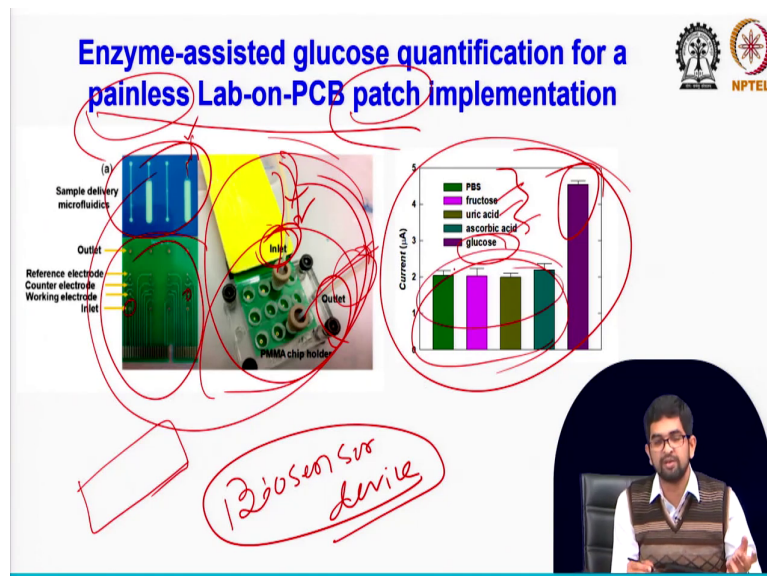 Enzyme-assisted glucose quantification for a
painless Lab-on-PCB patch implementation
NPTEL
(a)
Sample delivery
microfluidics
Outlet
Reference electrode
Counter electrode
Working electrode
Inlet
Inlet
Outlet
PMMA chip holder
Current (µA)
5
4
3
2
1
0
PBS
fructose
uric acid
ascorbic acid
glucose
Biosensor
device